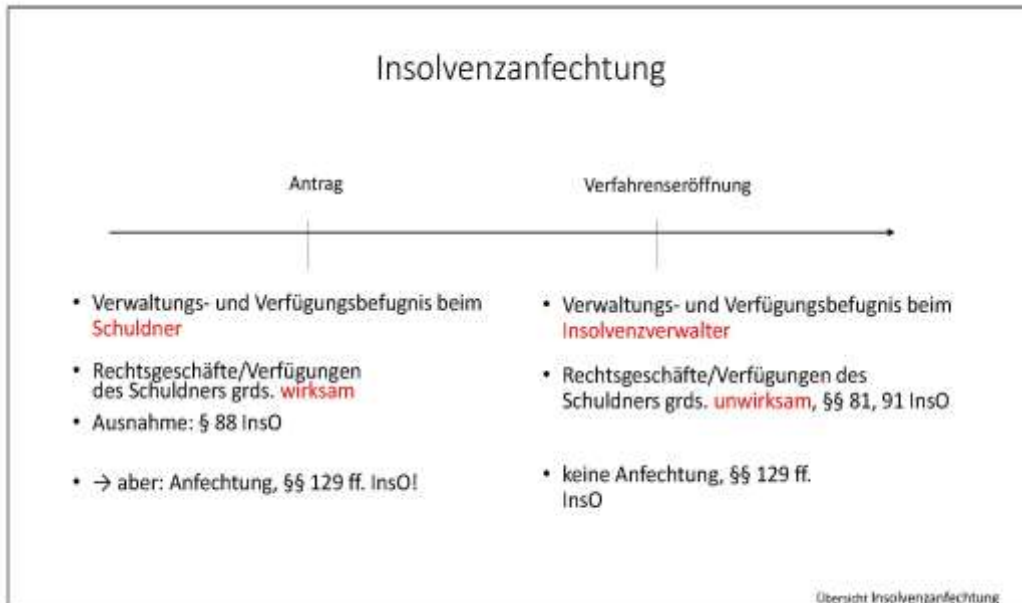 Insolvenzanfechtung
Antrag
Verfahrenseröffnung
• Verwaltungs- und Verfügungsbefugnis beim
Schuldner
• Rechtsgeschäfte/Verfügungen
des Schuldners grds. wirksam
• Ausnahme: § 88 InsO
• → aber: Anfechtung, §§ 129 ff. InsO!
• Verwaltungs- und Verfügungsbefugnis beim
Insolvenzverwalter
• Rechtsgeschäfte/Verfügungen des
Schuldners grds. unwirksam, §§ 81, 91 InsO
• keine Anfechtung, §§ 129 ff.
InsO
Übersicht Insolvenzanfechtung